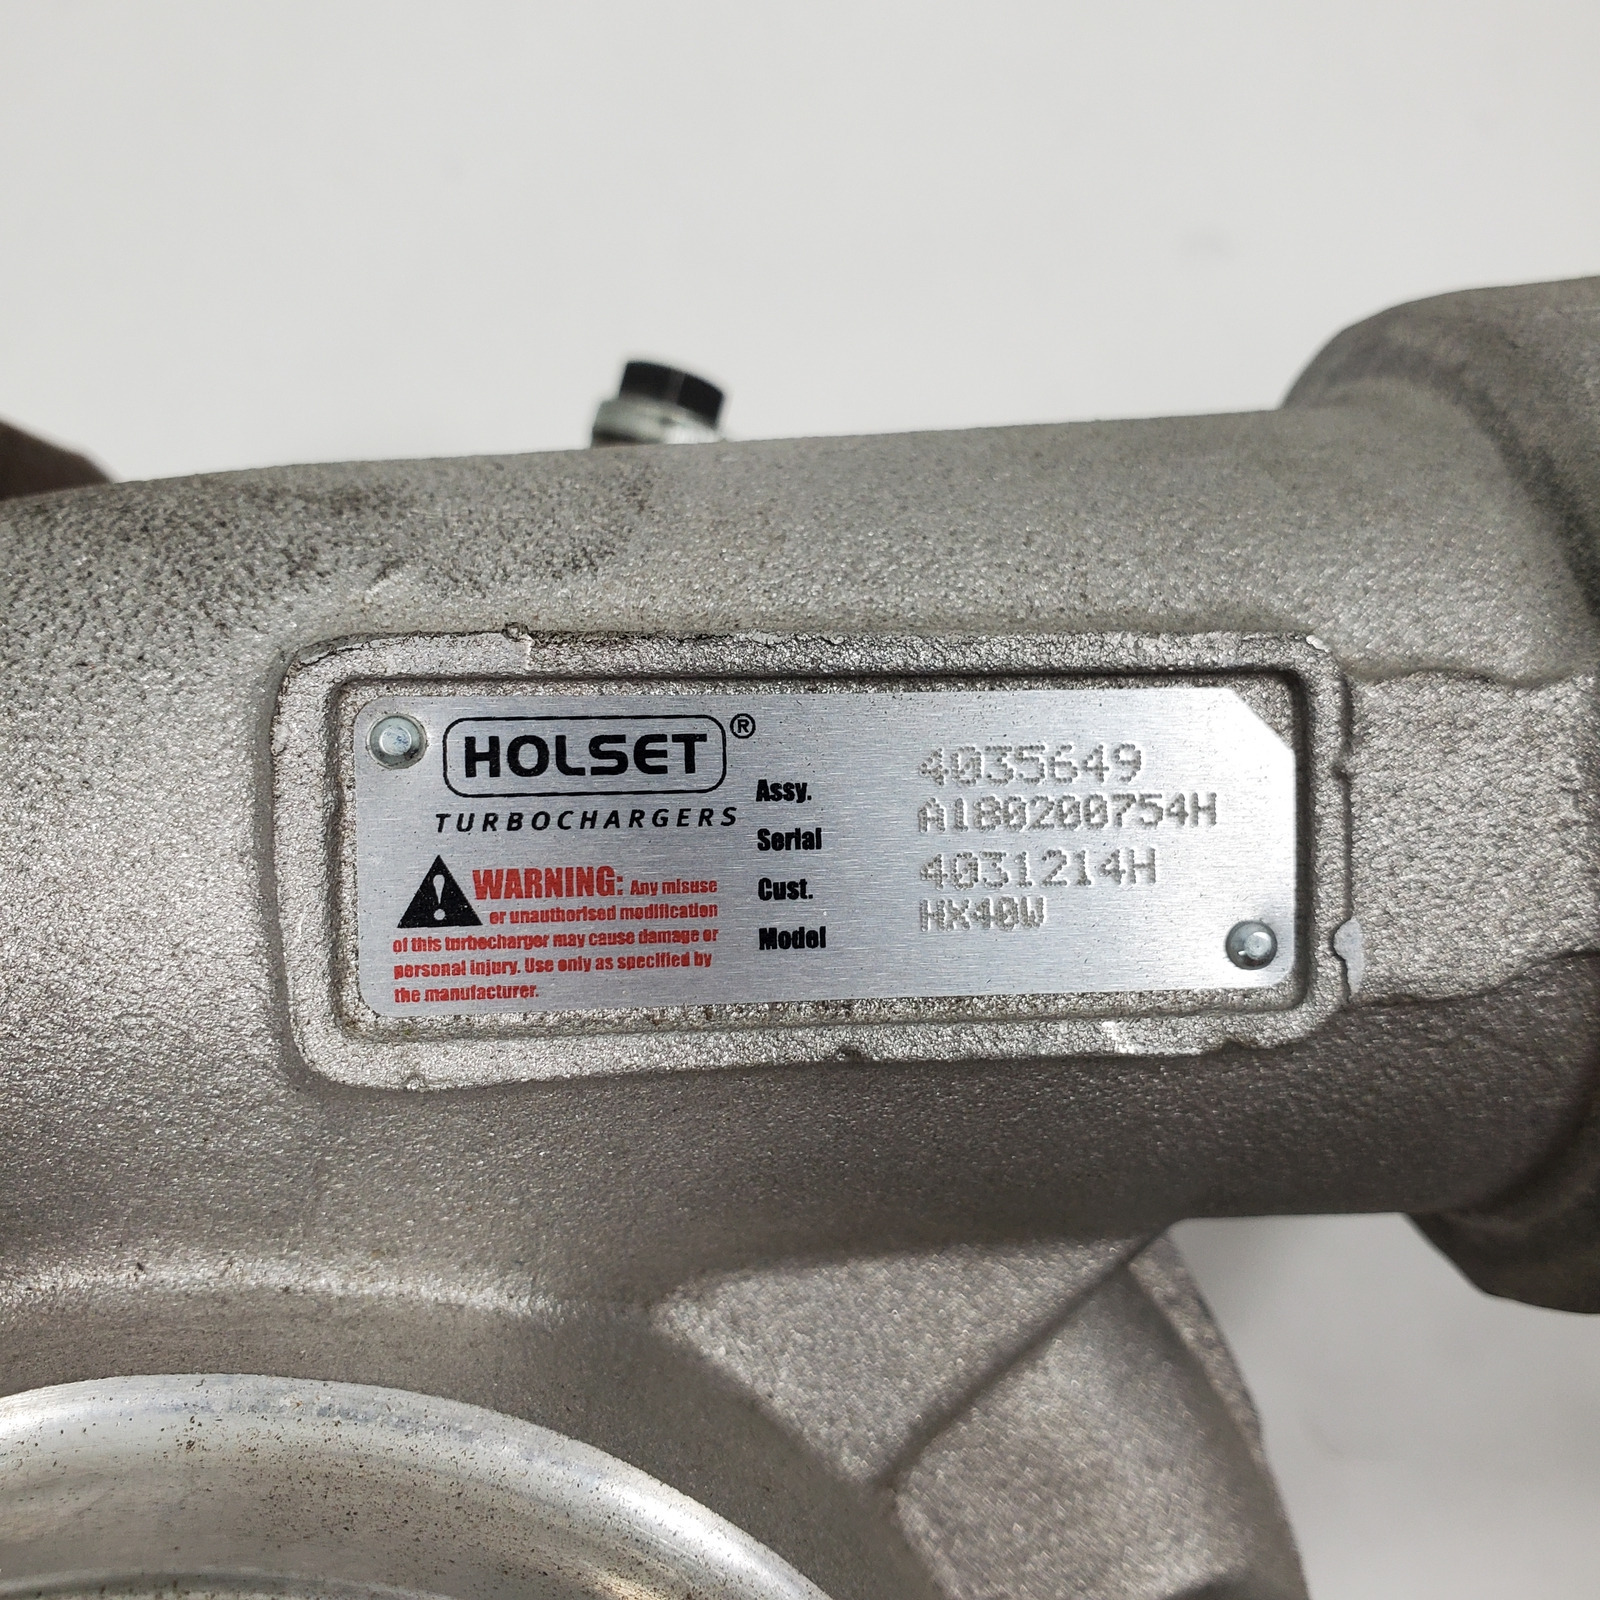 HOLSET®
TURBOCHARGERS
WARNING: Any misuse
or unauthorised modification
of this turbocharger may cause damage or
personal injury. Use only as specified by
the manufacturer.
Assy. 4035649
Serial A180200754H
Cust. 4031214H
Model HX40W